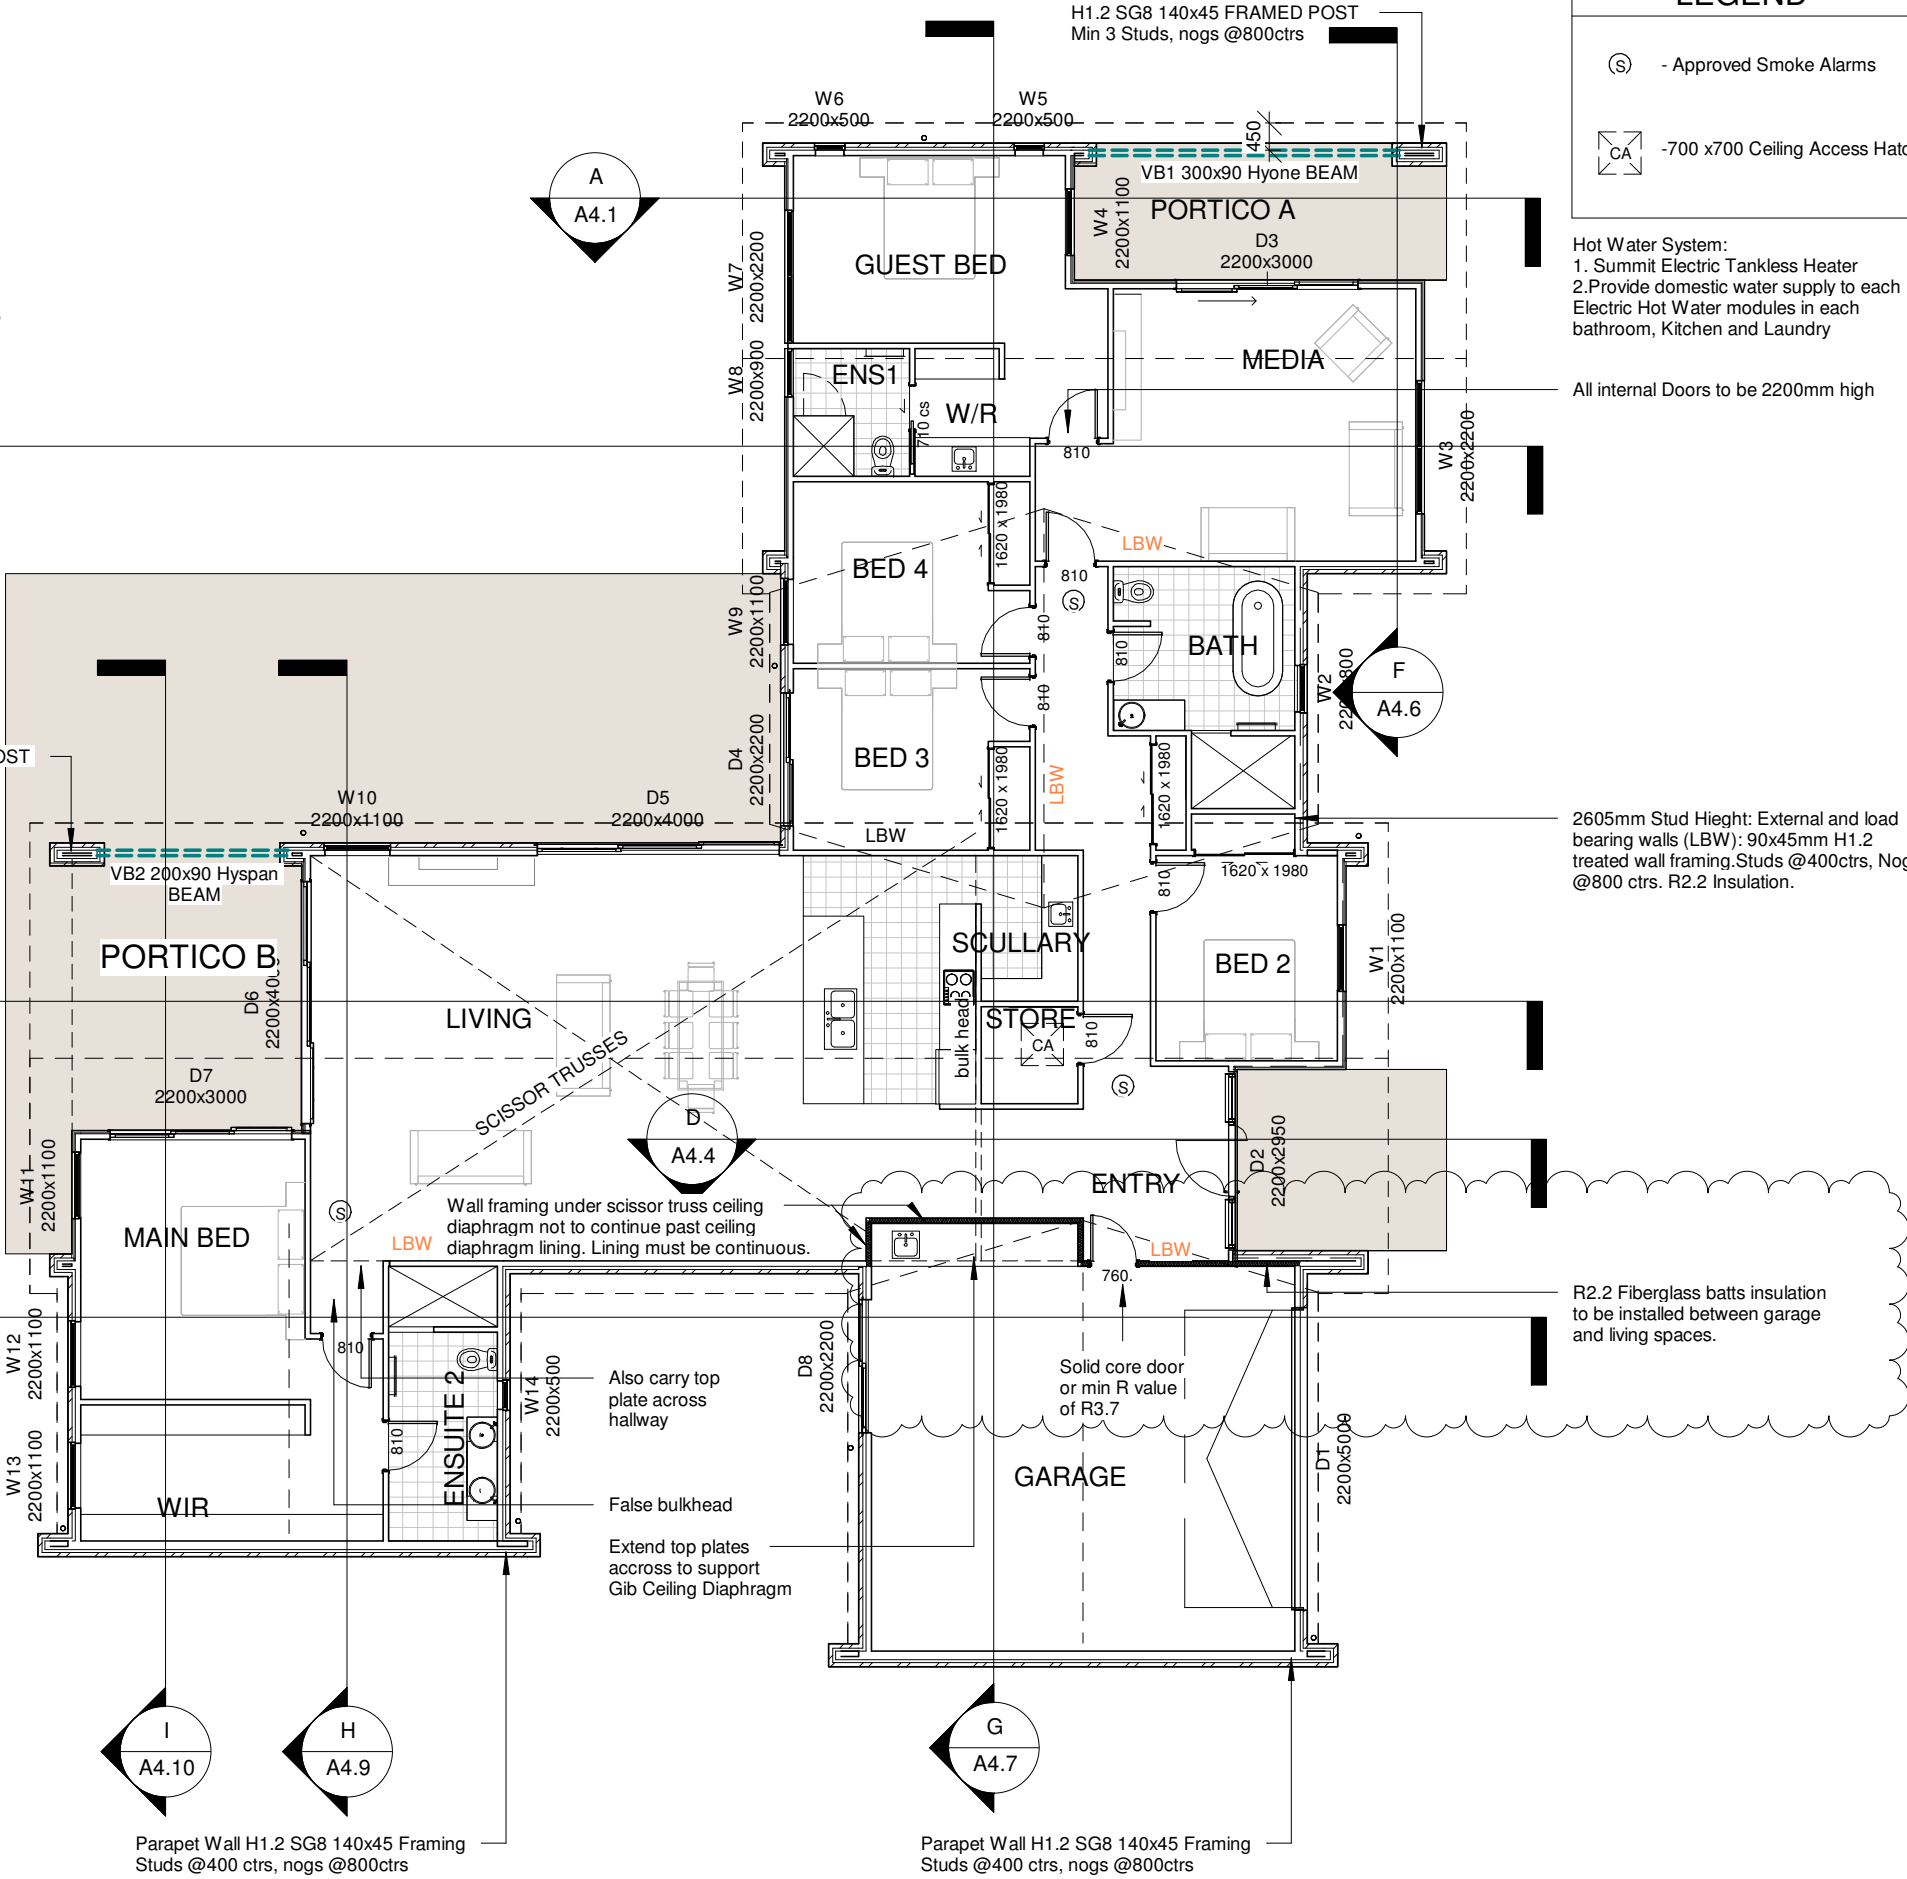 H1.2 SG8 140x45 FRAMED POST
Min 3 Studs, nogs @800ctrs
LEGEND
S
- Approved Smoke Alarms
CA
-700 x700 Ceiling Access
Hot Water System:
1. Summit Electric Tankless Heater
2.Provide domestic water supply to each
Electric Hot Water modules in each
bathroom, Kitchen and Laundry
All internal Doors to be 2200mm high
2605mm Stud Hieght: External and load
bearing walls (LBW): 90x45mm H1.2
treated wall framing.Studs @400ctrs,
@800 ctrs. R2.2 Insulation.
R2.2 Fiberglass batts insulation
to be installed between garage
and living spaces.
W6
2200x500
W5
2200x500
450
VB1 300x90 Hyone BEAM
A
A4.1
W4
2200x1100
PORTICO A
D3
2200x3000
GUEST BED
W7
2200x2200
MEDIA
W8
2200x900
ENS1
W/R
710 cs
810
W3
2200x2200
1620 x 1980
LBW
BED 4
810
S
W9
2200x1100
810
810
BATH
W2
F
A4.6
810
D4
2200x2200
BED 3
1620 x 1980
LBW
1620 x 1980
LBW
W10
2200x1100
D5
2200x4000
VB2 200x90 Hyspan
BEAM
1620 x 1980
810
PORTICO B
D6
SCULLARY
BED 2
W1
2200x1100
LIVING
STORE
CA
810
bulk head
SCISSOR TRUSSES
D7
2200x3000
S
D
A4.4
D2
2200x2950
ENTRY
W11
2200x1100
S
MAIN BED
Wall framing under scissor truss ceiling
diaphragm not to continue past ceiling
diaphragm lining. Lining must be continuous.
LBW
LBW
760.
W12
2200x1100
810
W14
2200x500
D8
2200x2200
Also carry top
plate across
hallway
Solid core door
or min R value
of R3.7
W13
2200x1100
810
ENSUITE 2
WIR
False bulkhead
GARAGE
D1
2200x5000
Extend top plates
accross to support
Gib Ceiling Diaphragm
I
A4.10
H
A4.9
G
A4.7
Parapet Wall H1.2 SG8 140x45 Framing
Studs @400 ctrs, nogs @800ctrs
Parapet Wall H1.2 SG8 140x45 Framing
Studs @400 ctrs, nogs @800ctrs